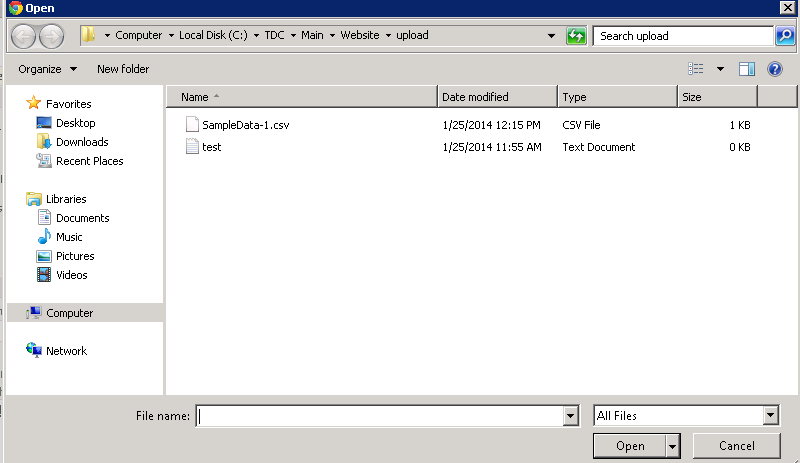 Open
Computer Local Disk (C:) TDC Main Website upload Search upload
Organize New folder
Name Date modified Type Size
Favorites
Desktop
Downloads
Recent Places
Libraries
Documents
Music
Pictures
Videos
Computer
Network
SampleData-1.csv 1/25/2014 12:15 PM CSV File 1 KB
test 1/25/2014 11:55 AM Text Document 0 KB
File name: All Files
Open Cancel